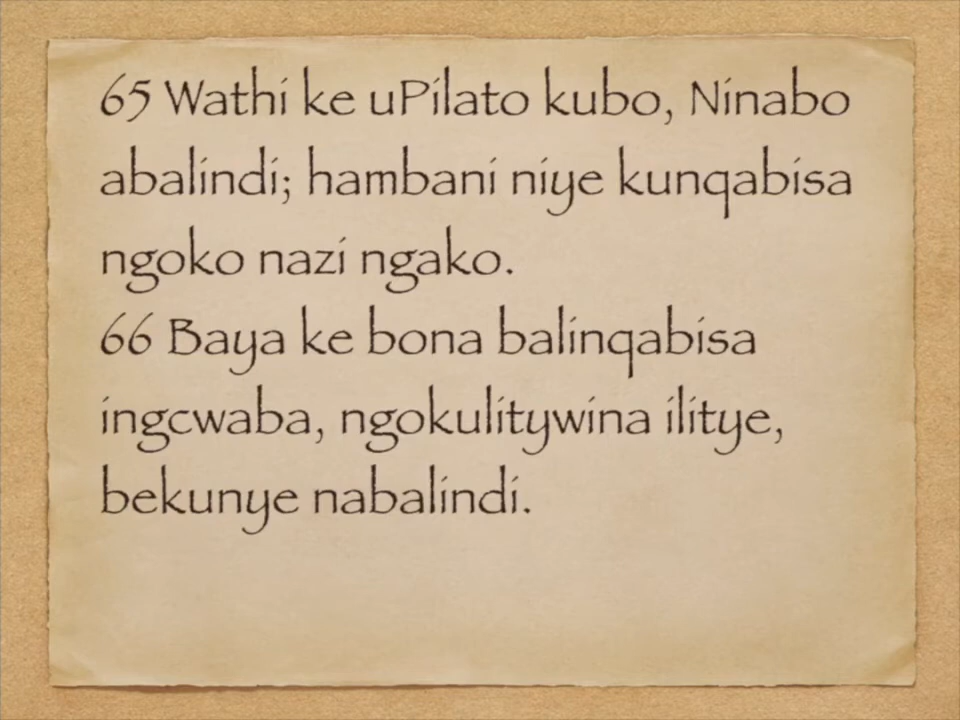 65 Wathi ke uPilato kubo, Ninabo
abalindi; hambani niye kunqabisa
ngoko nazi ngako.
66 Baya ke bona balinqabisa
ingcwaba, ngokulitywina ilitye,
bekunye nabalindi.